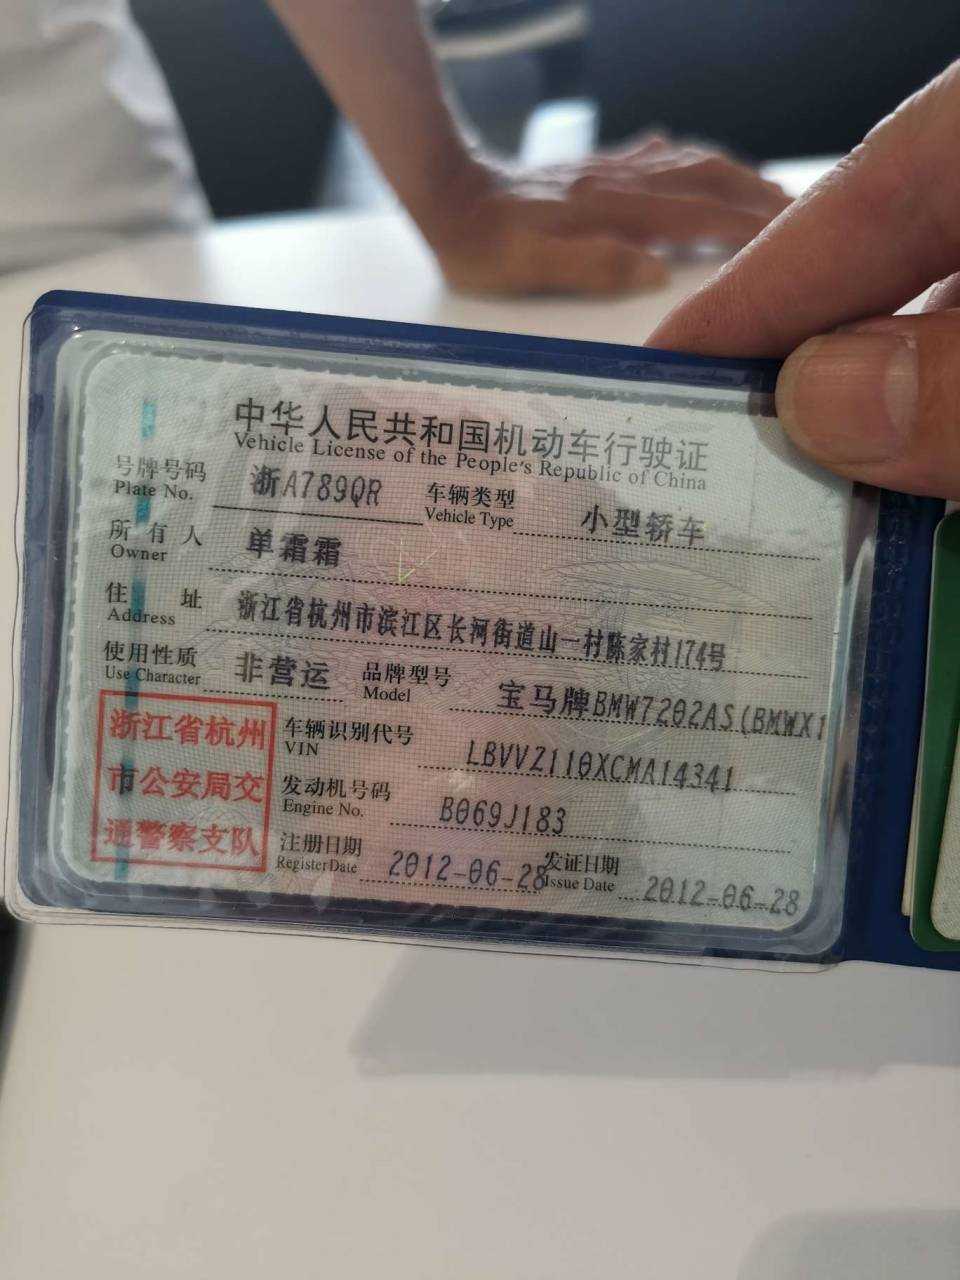 中华人民共和国机动车行驶证
Vehicle License of the People's Republic of China
号牌号码 浙A789QR 车辆类型 小型轿车
Plate No. Vehicle Type
所有人 单霜霜
Owner
住址 浙江省杭州市滨江区长河街道山一村陈家村174号
Address
使用性质 非营运 品牌型号 宝马牌BMW7202AS(BMWX1
Use Character Model
浙江省杭州
市公安局交
通警察支队
车辆识别代号 LBVVZ110XCMA14341
VIN
发动机号码 B069J183
Engine No.
注册日期 2012-06-28 发证日期 2012-06-28
Register Date Issue Date